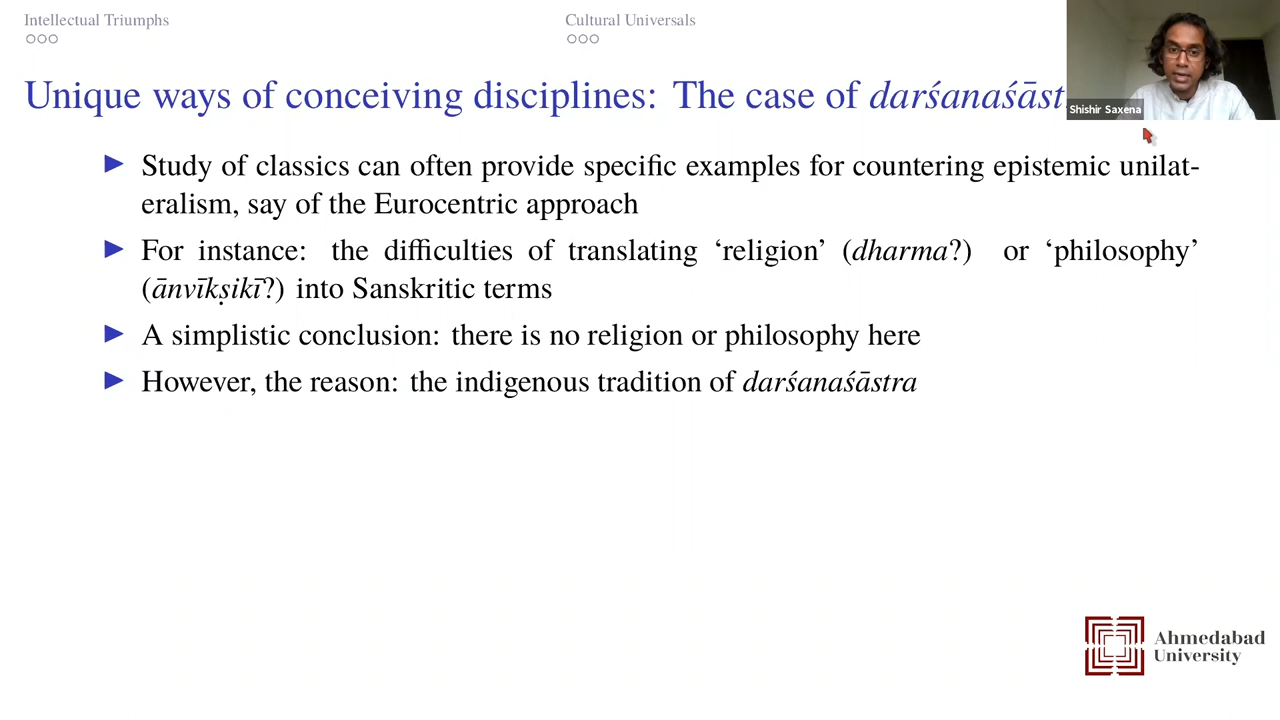 Intellectual Triumphs
Cultural Universals
Unique ways of conceiving disciplines: The case of darśanaśāst
Shishir Saxena
Study of classics can often provide specific examples for countering epistemic unilat-
eralism, say of the Eurocentric approach
For instance: the difficulties of translating ‘religion’ (dharma?) or ‘philosophy’
(ānvīkṣikī?) into Sanskritic terms
A simplistic conclusion: there is no religion or philosophy here
However, the reason: the indigenous tradition of darśanaśāstra
Ahmedabad
University